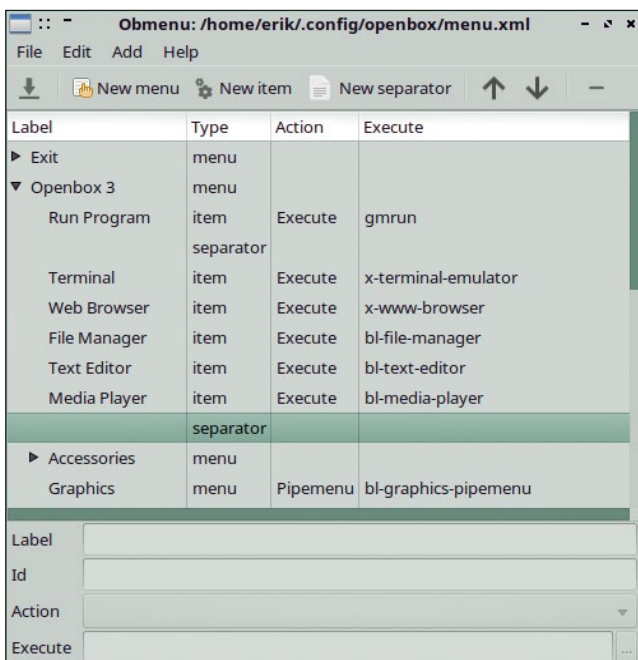 Obmenu: /home/erik/.config/openbox/menu.xml
File Edit Add Help
New menu New item New separator
Label Type Action Execute
Exit menu
Openbox 3 menu
Run Program item Execute gmrun
separator
Terminal item Execute x-terminal-emulator
Web Browser item Execute x-www-browser
File Manager item Execute bl-file-manager
Text Editor item Execute bl-text-editor
Media Player item Execute bl-media-player
separator
Accessories menu
Graphics menu Pipemenu bl-graphics-pipemenu
Label
Id
Action
Execute ...